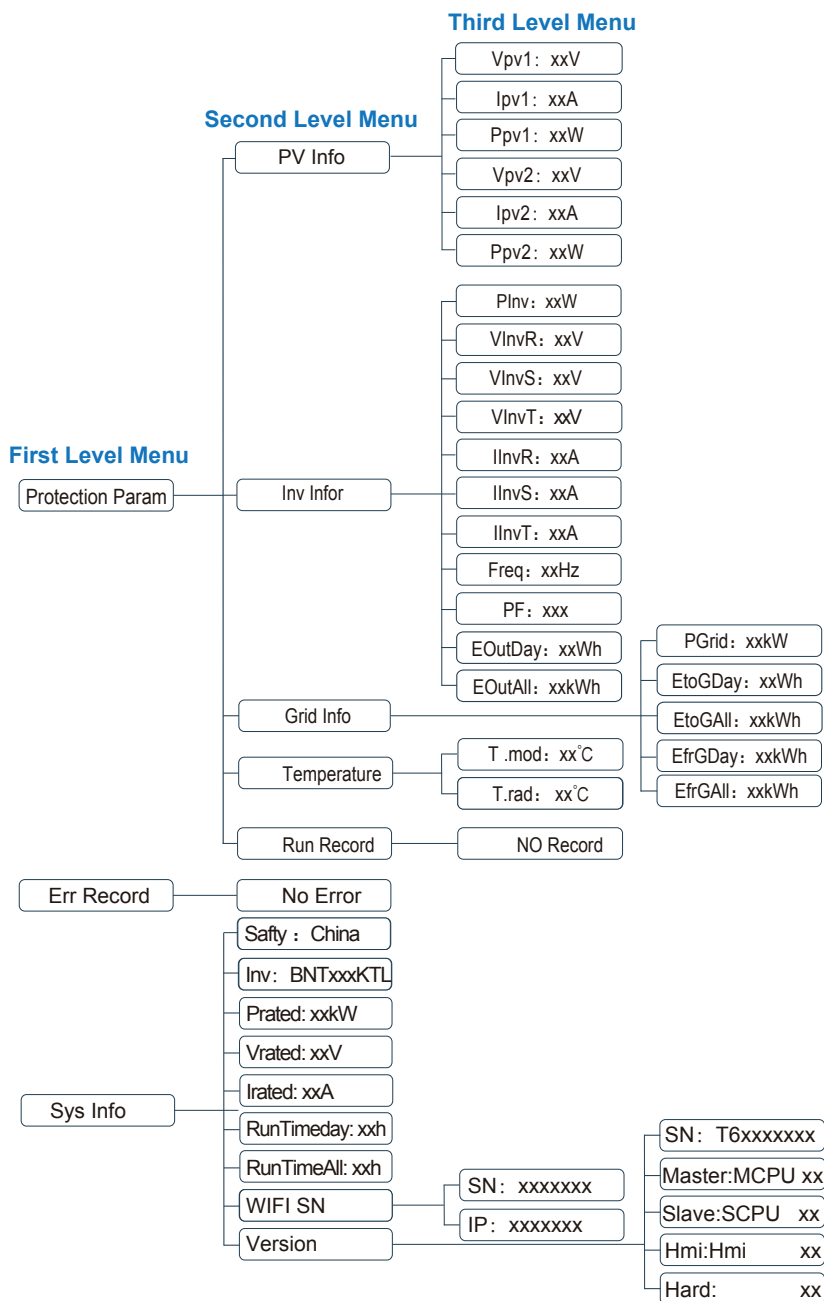 Third Level Menu
Vpv1: xxV
Ipv1: xxA
Second Level Menu
Ppv1: xxW
PV Info
Vpv2: xxV
Ipv2: xxA
Ppv2: xxW
PInv: xxW
VInvR: xxV
VInvS: xxV
VInvT: xxV
First Level Menu
IInvR: xxA
Protection Param
Inv Infor
IInvS: xxA
IInvT: xxA
Freq: xxHz
PF: xxx
EOutDay: xxWh
EOutAll: xxkWh
PGrid: xxkW
EtoGDay: xxWh
Grid Info
EtoGAll: xxkWh
EfrGDay: xxkWh
EfrGAll: xxkWh
Temperature
T .mod: xx°C
T.rad: xx°C
Run Record
NO Record
Err Record
No Error
Safty : China
Inv: BNTxxxKTL
Prated: xxkW
Vrated: xxV
Irated: xxA
Sys Info
RunTimeday: xxh
RunTimeAll: xxh
WIFI SN
SN: xxxxxxx
IP: xxxxxxx
Version
SN: T6xxxxxxx
Master:MCPU xx
Slave:SCPU xx
Hmi:Hmi xx
Hard: xx